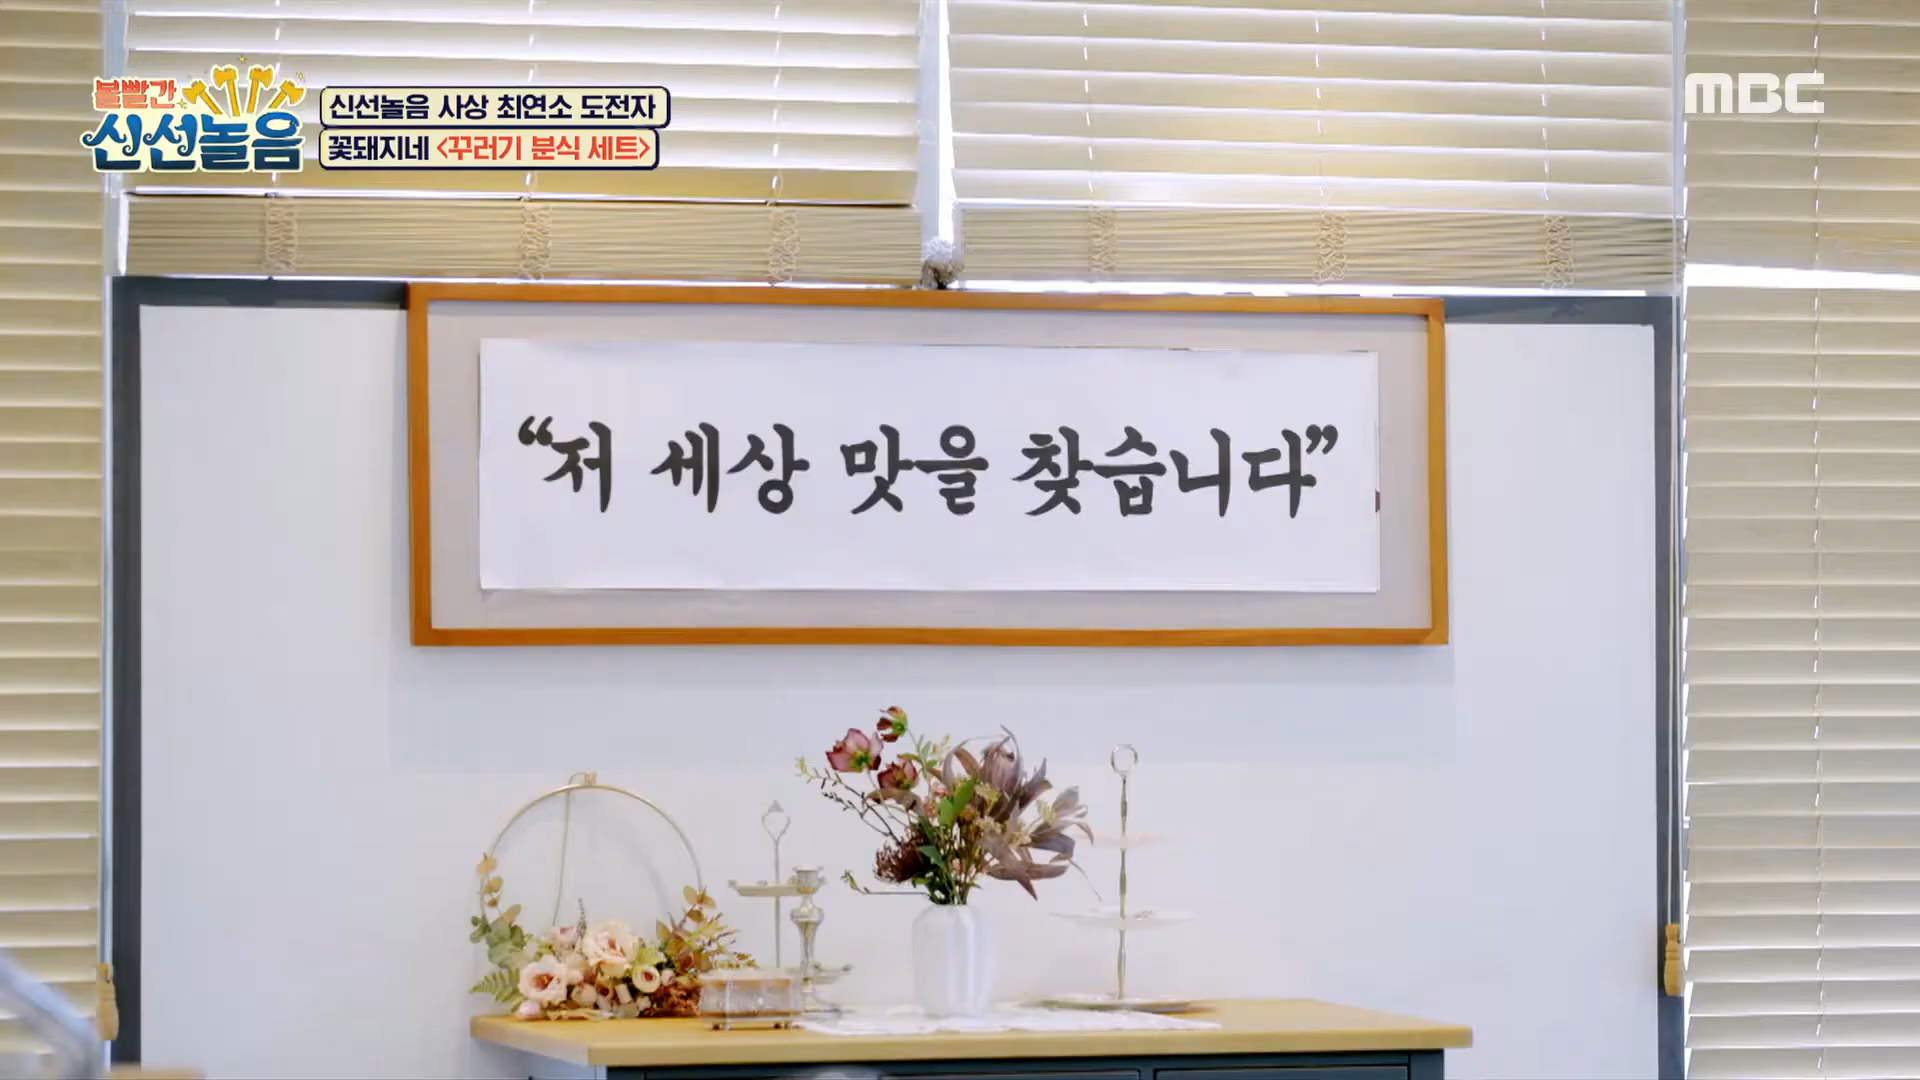 볼빨간
신선놀음
신선놀음 사상 최연소 도전자
꽃돼지네 <꾸러기 분식 세트>
MBC
“저 세상 맛을 찾습니다”